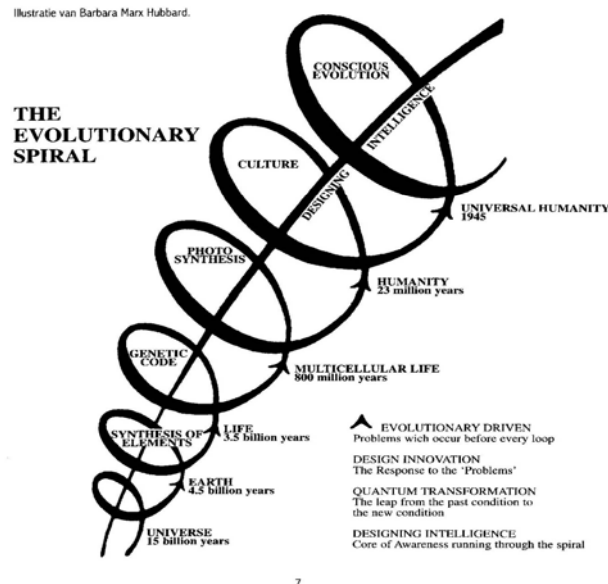 Illustratie van Barbara Marx Hubbard.
THE
EVOLUTIONARY
SPIRAL
CONSCIOUS
EVOLUTION
DESIGNING INTELLIGENCE
CULTURE
UNIVERSAL HUMANITY
1945
PHOTO
SYNTHESIS
HUMANITY
23 million years
GENETIC
CODE
MULTICELLULAR LIFE
800 million years
SYNTHESIS OF
ELEMENTS
LIFE
3.5 billion years
EARTH
4.5 billion years
UNIVERSE
15 billion years
EVOLUTIONARY DRIVEN
Problems wich occur before every loop
DESIGN INNOVATION
The Response to the 'Problems'
QUANTUM TRANSFORMATION
The leap from the past condition to
the new condition
DESIGNING INTELLIGENCE
Core of Awareness running through the spiral
7